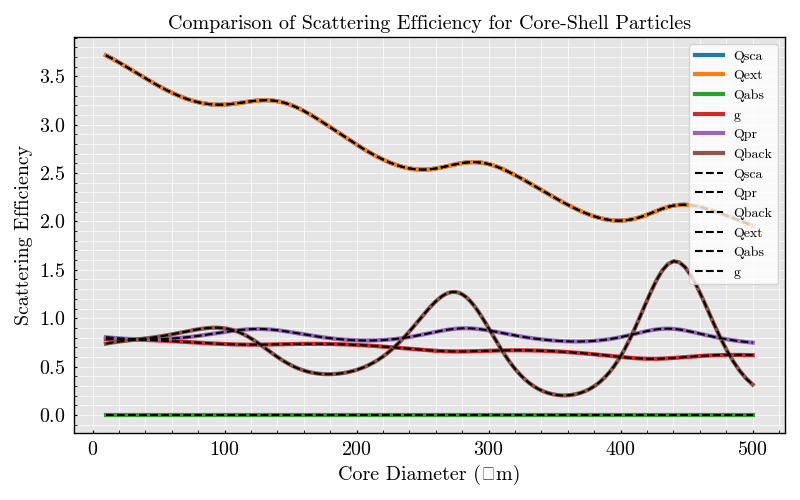 Comparison of Scattering Efficiency for Core-Shell Particles
Scattering Efficiency
3.5
3.0
2.5
2.0
1.5
1.0
0.5
0.0
Qsca
Qext
Qabs
g
Qpr
Qback
Qsca
Qpr
Qback
Qext
Qabs
g
0
100
200
300
400
500
Core Diameter (□m)